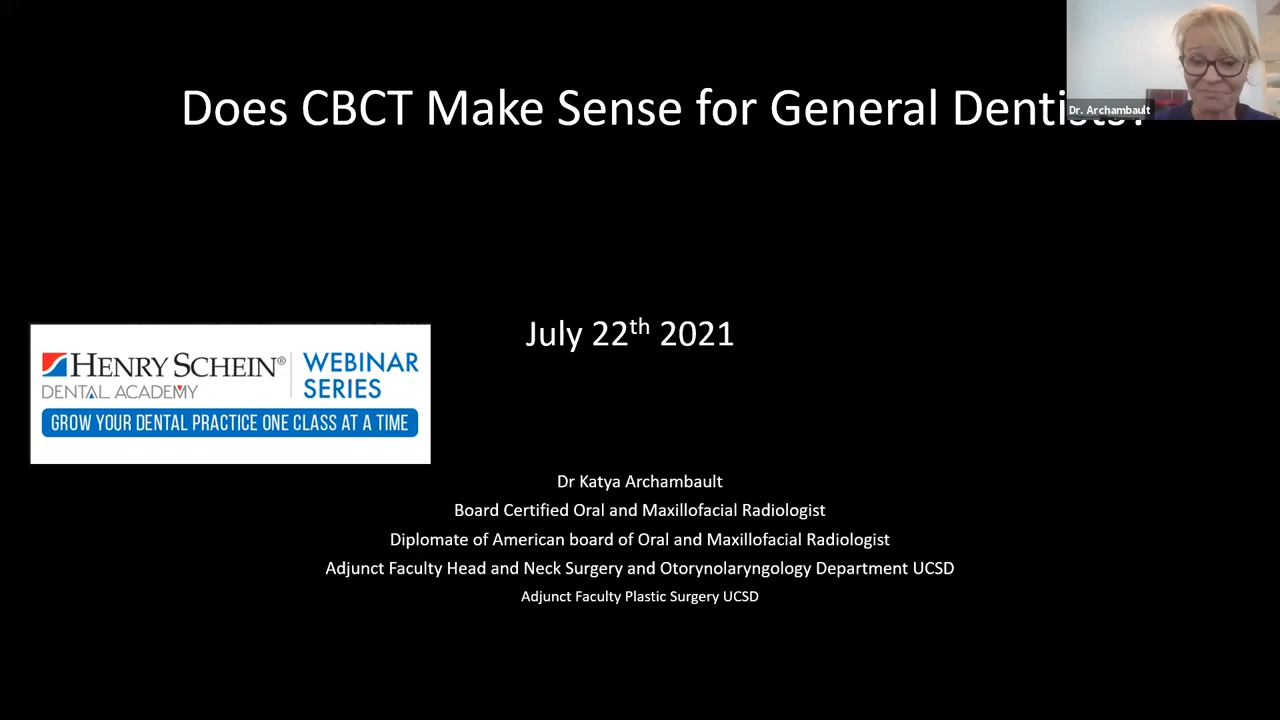 Does CBCT Make Sense for General Dentists?
Dr. Archambault
July 22th 2021
HENRY SCHEIN®
DENTAL ACADEMY
WEBINAR
SERIES
GROW YOUR DENTAL PRACTICE ONE CLASS AT A TIME
Dr Katya Archambault
Board Certified Oral and Maxillofacial Radiologist
Diplomate of American board of Oral and Maxillofacial Radiologist
Adjunct Faculty Head and Neck Surgery and Otorynolaryngology Department UCSD
Adjunct Faculty Plastic Surgery UCSD